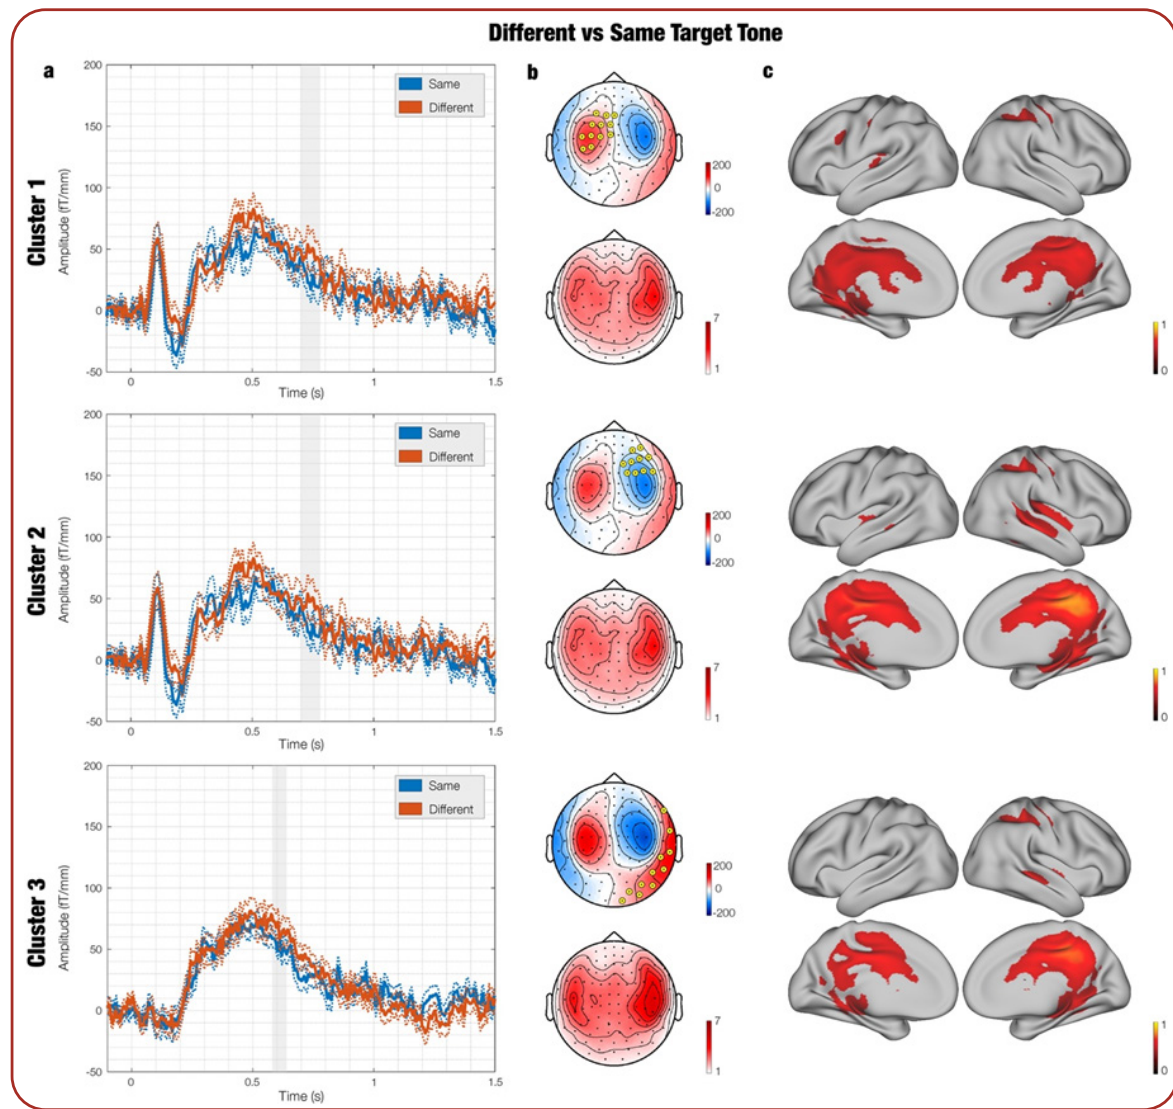 Different vs Same Target Tone
a
b
c
Cluster 1
Amplitude (fT/mm)
200
150
100
50
0
-50
0
0.5
1
1.5
Time (s)
Same
Different
200
0
-200
7
1
1
0
Cluster 2
Amplitude (fT/mm)
200
150
100
50
0
-50
0
0.5
1
1.5
Time (s)
Same
Different
200
0
-200
7
1
1
0
Cluster 3
Amplitude (fT/mm)
200
150
100
50
0
-50
0
0.5
1
1.5
Time (s)
Same
Different
200
0
-200
7
1
1
0